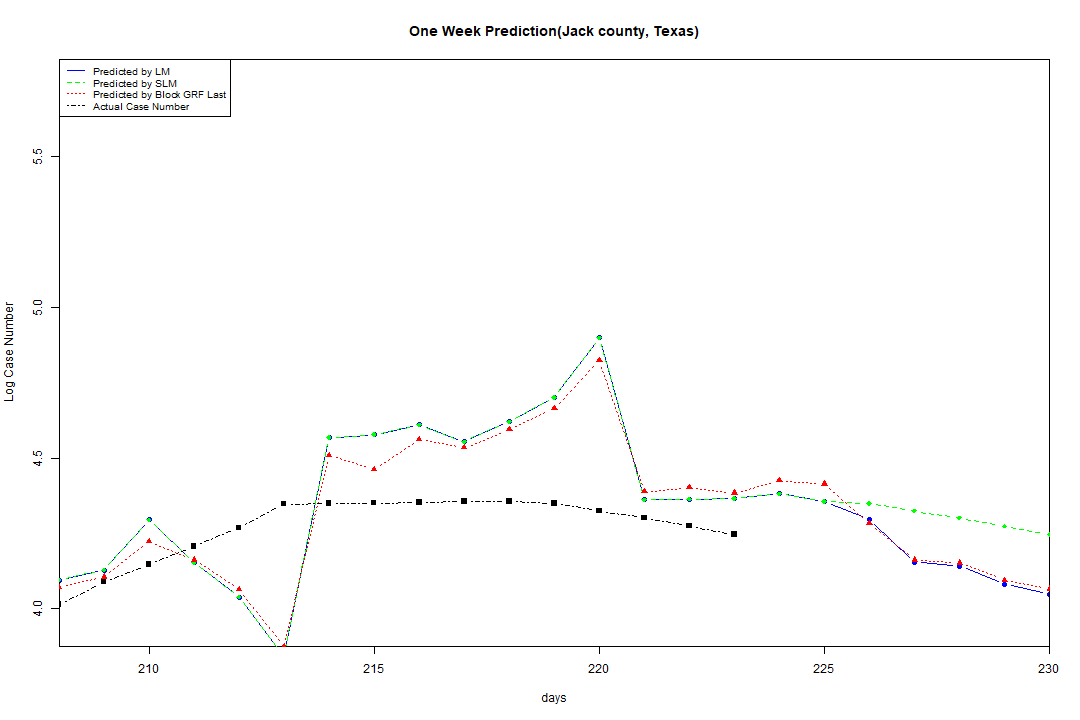 One Week Prediction(Jack county, Texas)
Predicted by LM
Predicted by SLM
Predicted by Block GRF Last
Actual Case Number
5.5
5.0
4.5
4.0
Log Case Number
210
215
220
225
230
days